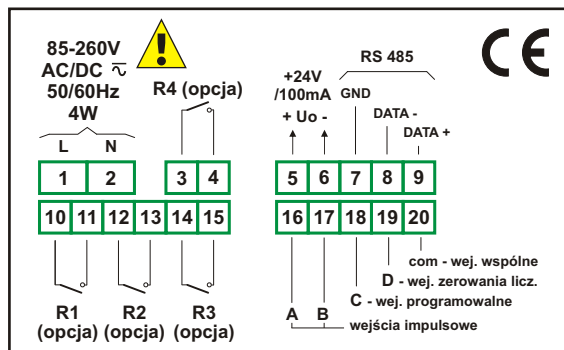 85-260V
AC/DC ⎓~
50/60Hz
4W
L N
R4 (opcja)
+24V
/100mA
+ Uo -
RS 485
GND
DATA -
DATA +
CE
1 2 3 4 5 6 7 8 9
10 11 12 13 14 15 16 17 18 19 20
R1
(opcja)
R2
(opcja)
R3
(opcja)
com - wej. wspólne
D - wej. zerowania licz.
C - wej. programowalne
A B
wejścia impulsowe